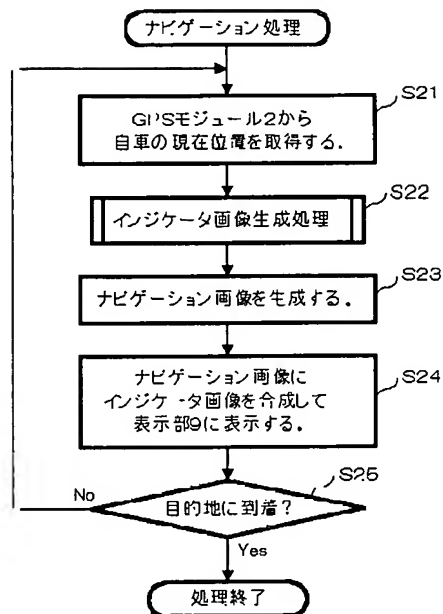 ナビゲーション処理
S21
GPSモジュール2から
自車の現在位置を取得する.
S22
インジケータ画像生成処理
S23
ナビゲーション画像を生成する。
S24
ナビゲーション画像に
インジケータ画像を合成して
表示部9に表示する。
S25
目的地に到着?
No
Yes
処理終了